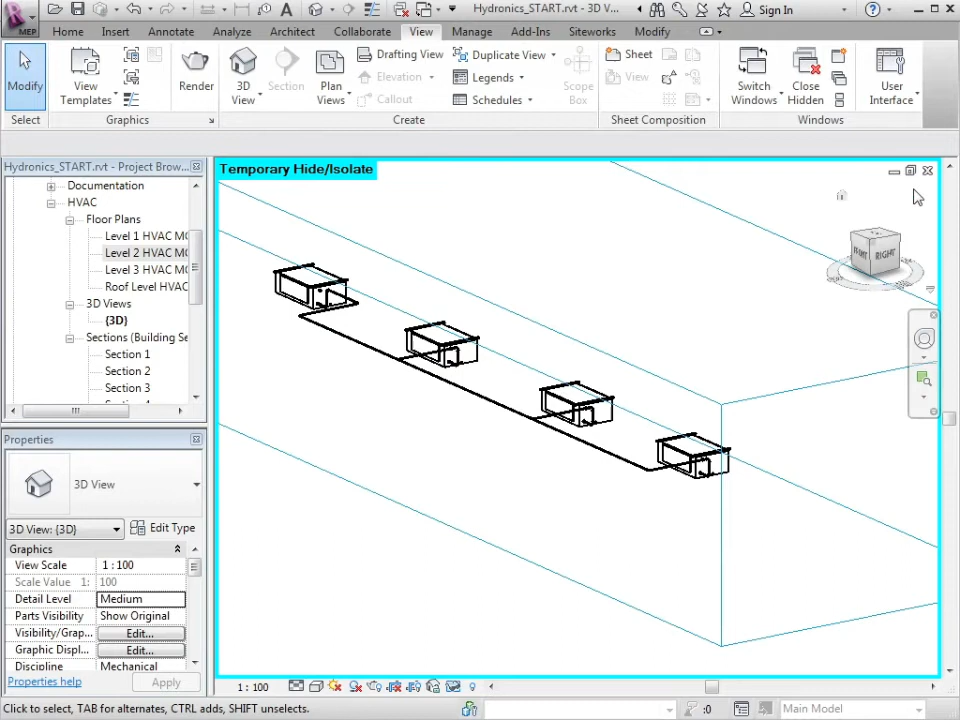 Hydronics_START.rvt - 3D V...
Sign In
MEP
Home
Insert
Annotate
Analyze
Architect
Collaborate
View
Manage
Add-Ins
Siteworks
Modify
Modify
View
Templates
Render
3D
View
Section
Plan
Views
Drafting View
Elevation
Callout
Duplicate View
Legends
Schedules
Scope
Box
Sheet
View
Switch
Windows
Close
Hidden
User
Interface
Select
Graphics
Create
Sheet Composition
Windows
Hydronics_START.rvt - Project Brow...
Documentation
HVAC
Floor Plans
Level 1 HVAC MO
Level 2 HVAC MO
Level 3 HVAC MO
Roof Level HVAC
3D Views
{3D}
Sections (Building Se
Section 1
Section 2
Section 3
Temporary Hide/Isolate
FRONT
RIGHT
Properties
3D View
3D View: {3D}
Edit Type
Graphics
View Scale
1 : 100
Scale Value 1:
100
Detail Level
Medium
Parts Visibility
Show Original
Visibility/Grap...
Edit...
Graphic Displ...
Edit...
Discipline
Mechanical
Properties help
Apply
1 : 100
Click to select, TAB for alternates, CTRL adds, SHIFT unselects.
:0
Main Model